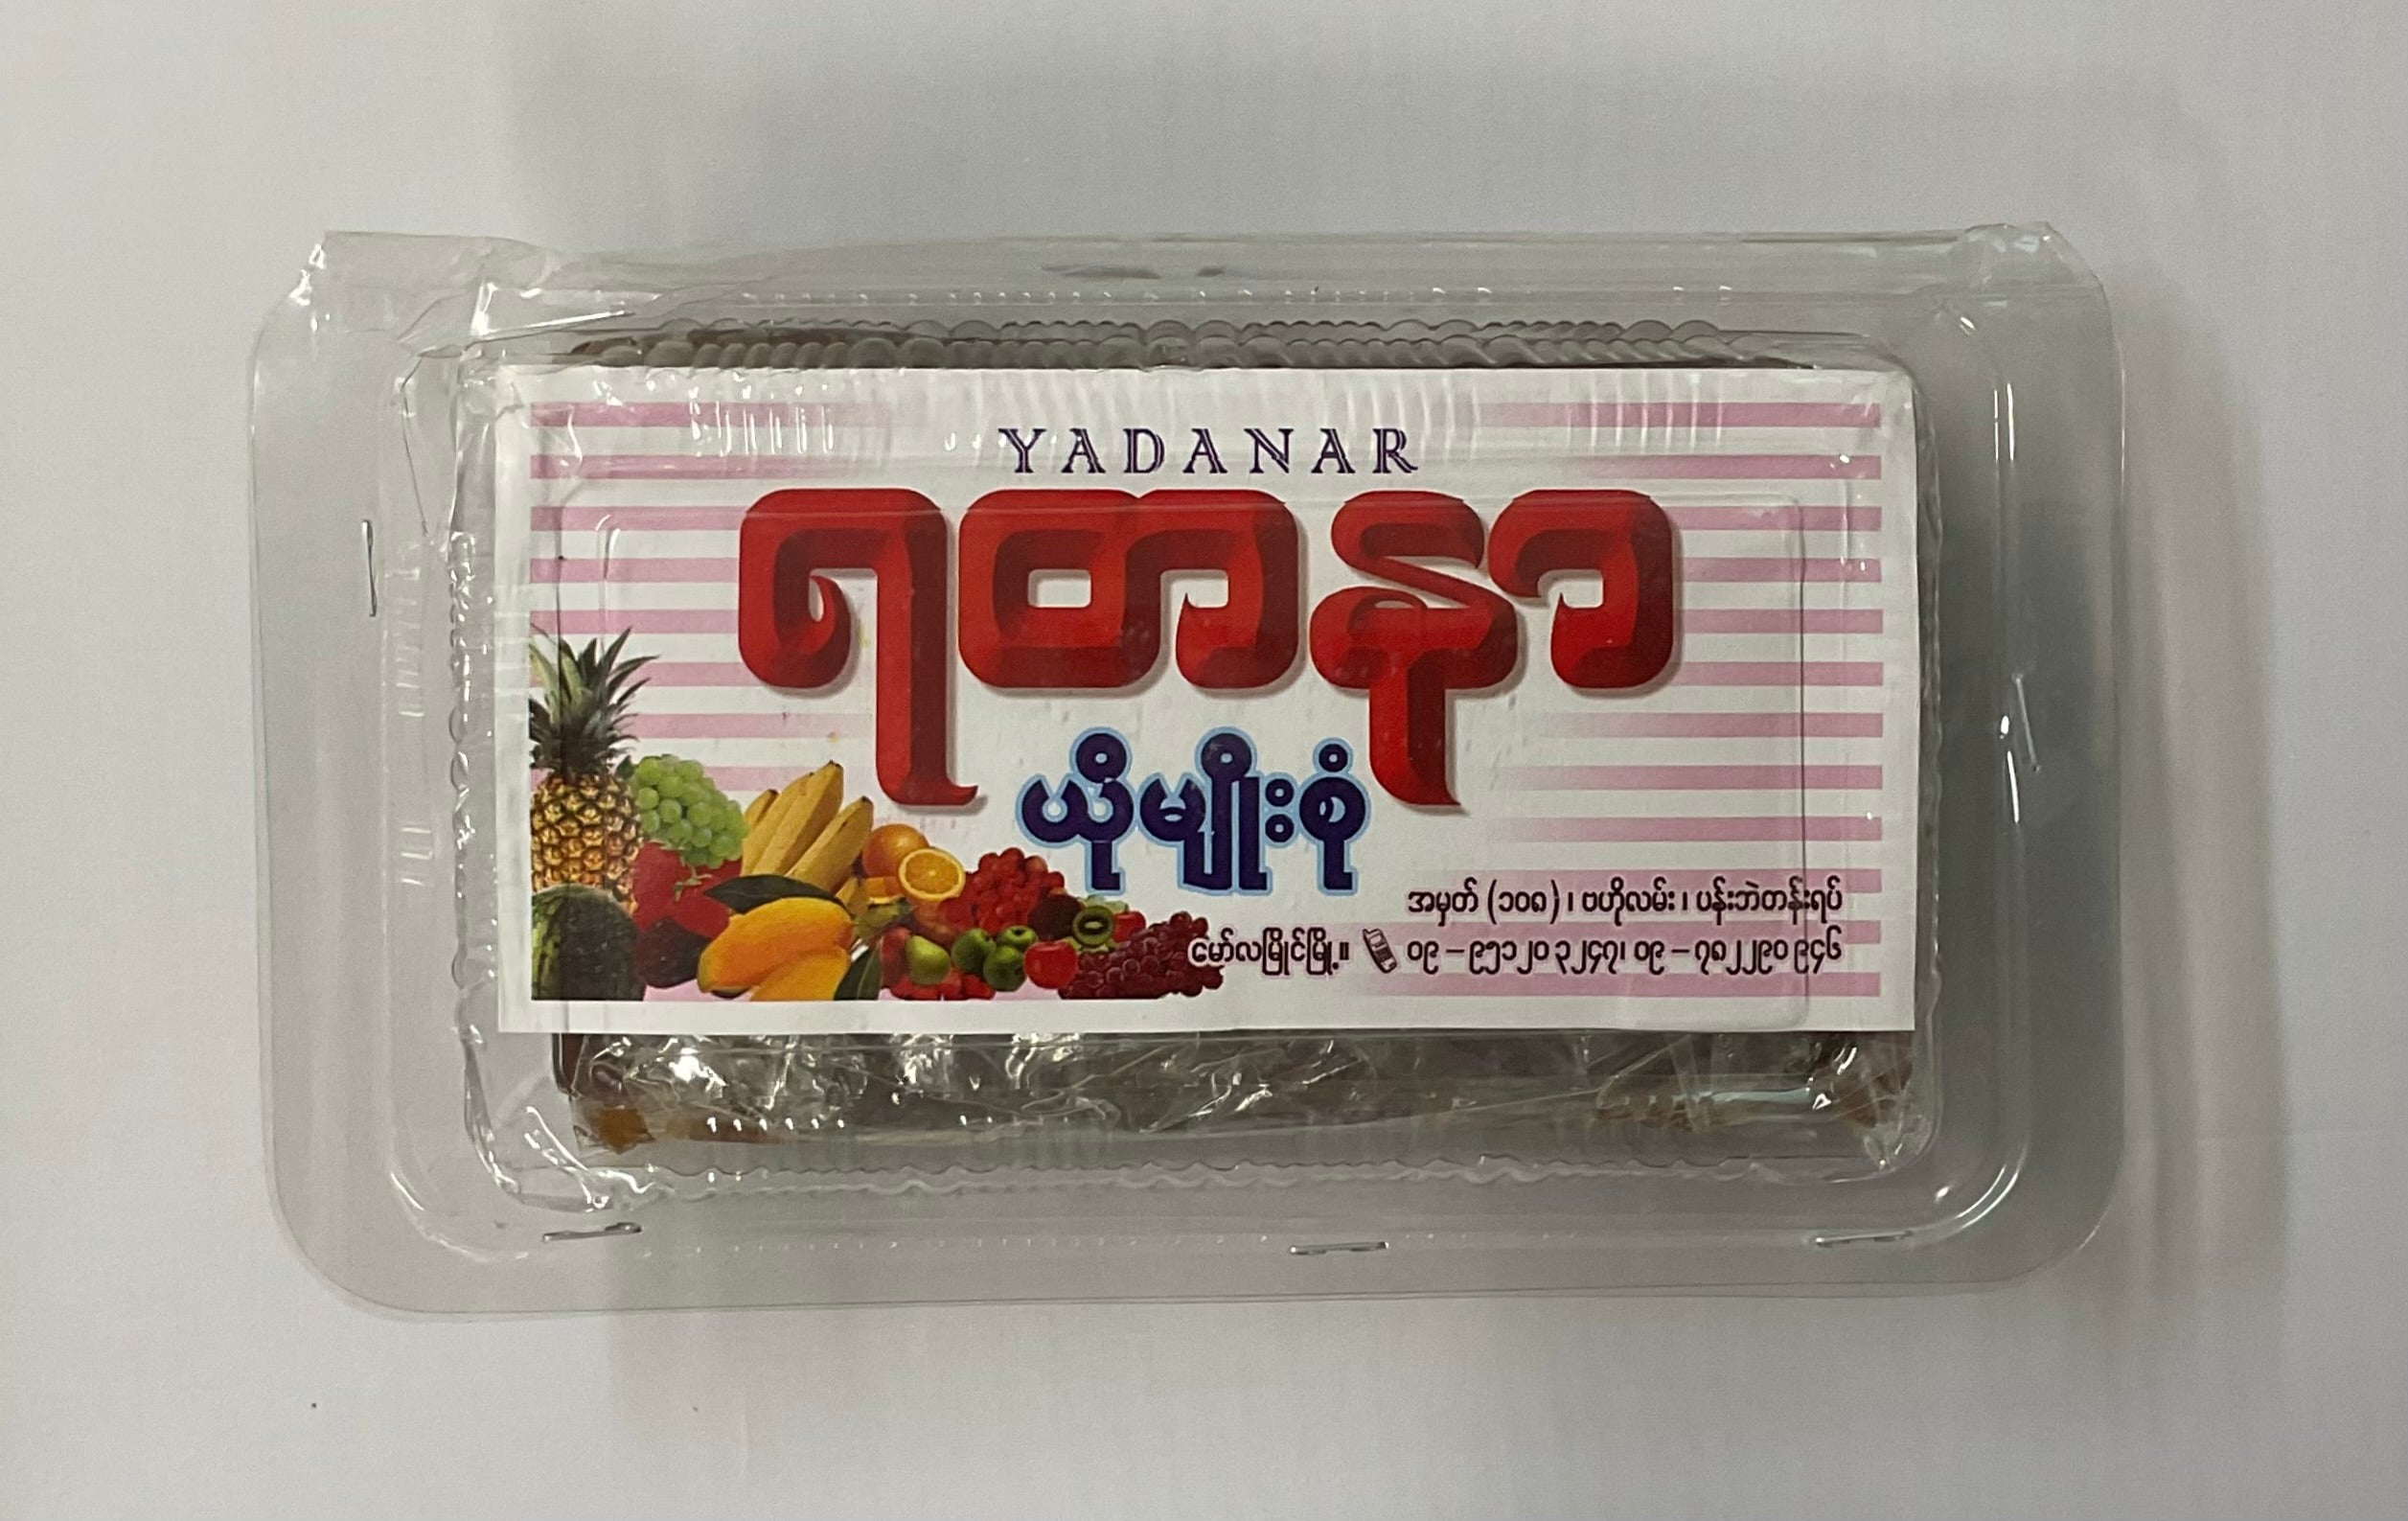 YADANAR
ရတနာ
ယိုမျိုးစုံ
အမှတ် (၁၀၈)၊ ဗဟိုလမ်း၊ ပန်းဘဲတန်းရပ်
မော်လမြိုင်မြို့။ ၀၉ – ၉၅၁၂၀၃၂၄၇၊ ၀၉ – ၇၈၂၂၉၀၉၄၆